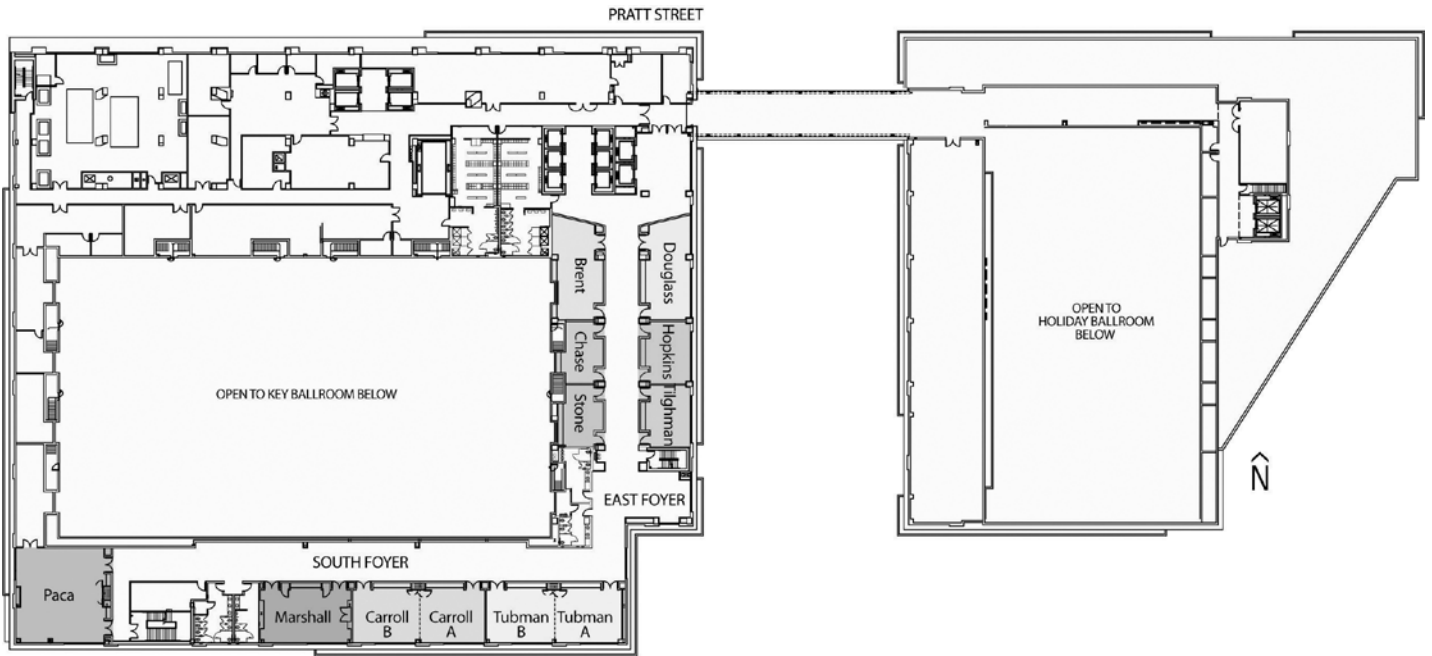 PRATT STREET
Brent
Douglass
Chase
Hopkins
Stone
Tilghman
OPEN TO KEY BALLROOM BELOW
OPEN TO
HOLIDAY BALLROOM
BELOW
N
EAST FOYER
SOUTH FOYER
Paca
Marshall
Carroll
B
Carroll
A
Tubman
B
Tubman
A